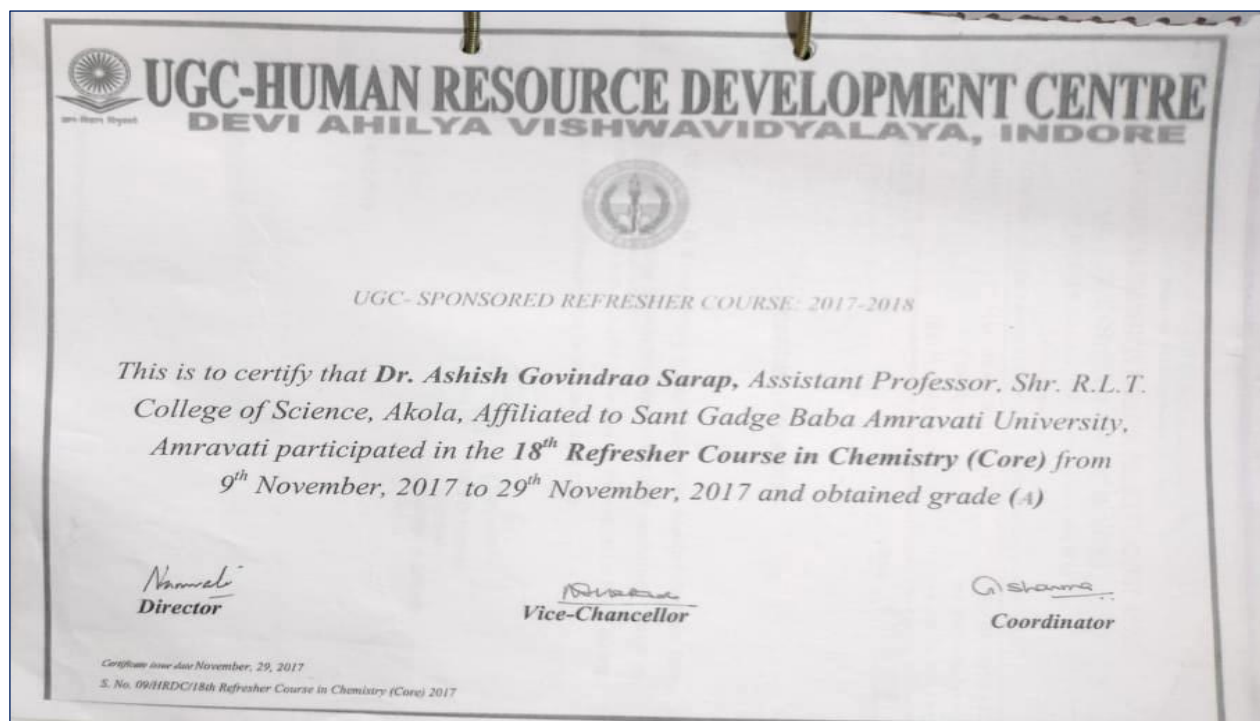 UGC-HUMAN RESOURCE DEVELOPMENT CENTRE
DEVI AHILYA VISHWAVIDYALAYA, INDORE
UGC- SPONSORED REFRESHER COURSE: 2017-2018
This is to certify that Dr. Ashish Govindrao Sarap, Assistant Professor, Shr. R.L.T.
College of Science, Akola, Affiliated to Sant Gadge Baba Amravati University,
Amravati participated in the 18th Refresher Course in Chemistry (Core) from
9th November, 2017 to 29th November, 2017 and obtained grade (A)
Director
Vice-Chancellor
G Sharma
Coordinator
Certificate issue date November, 29, 2017
S. No. 09/HRDC/18th Refresher Course in Chemistry (Core) 2017